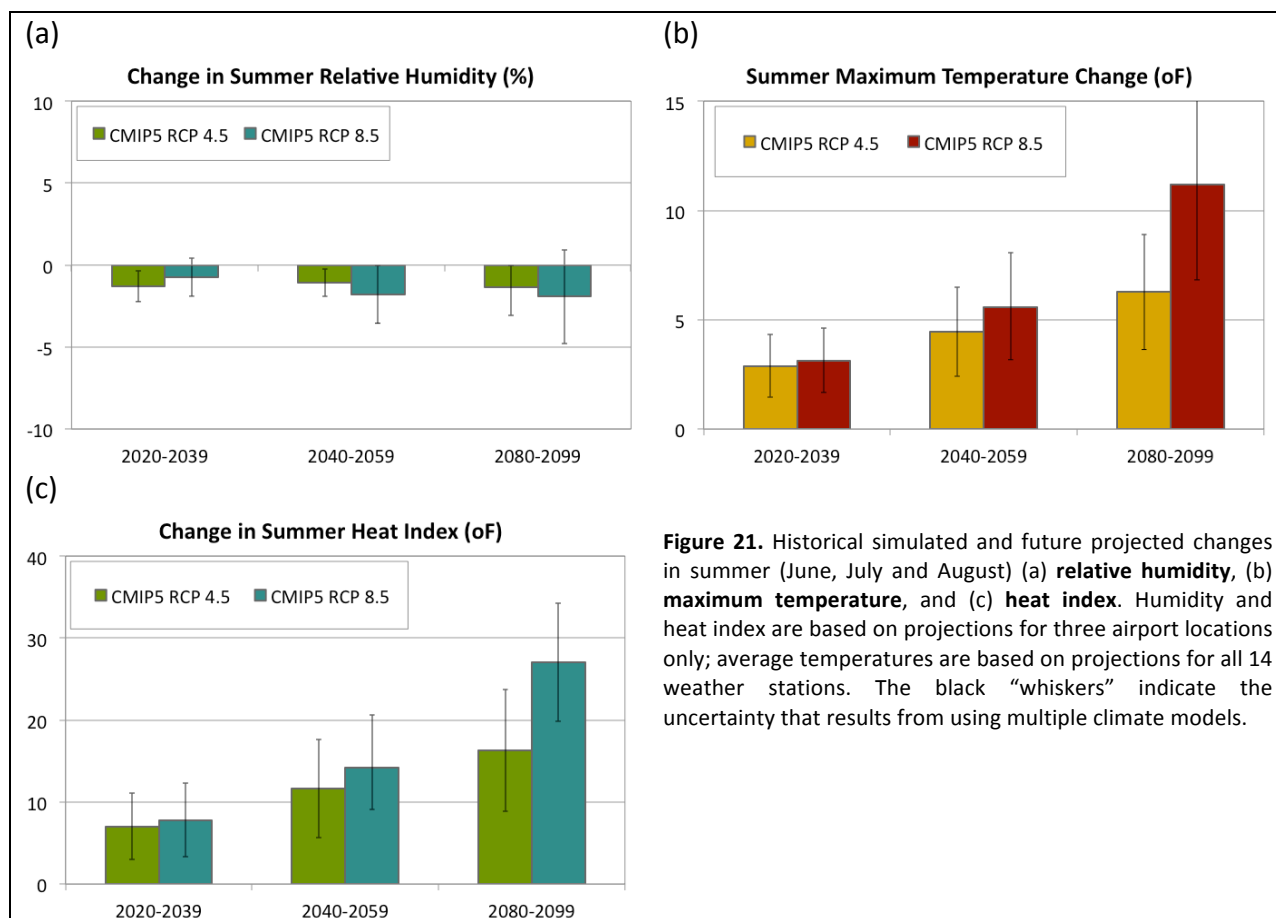 (a)
Change in Summer Relative Humidity (%)
CMIP5 RCP 4.5 CMIP5 RCP 8.5
10
5
0
-5
-10
2020-2039 2040-2059 2080-2099
(b)
Summer Maximum Temperature Change (oF)
CMIP5 RCP 4.5 CMIP5 RCP 8.5
15
10
5
0
2020-2039 2040-2059 2080-2099
(c)
Change in Summer Heat Index (oF)
CMIP5 RCP 4.5 CMIP5 RCP 8.5
40
30
20
10
0
2020-2039 2040-2059 2080-2099
Figure 21. Historical simulated and future projected changes
in summer (June, July and August) (a) relative humidity, (b)
maximum temperature, and (c) heat index. Humidity and
heat index are based on projections for three airport locations
only; average temperatures are based on projections for all 14
weather stations. The black “whiskers” indicate the
uncertainty that results from using multiple climate models.